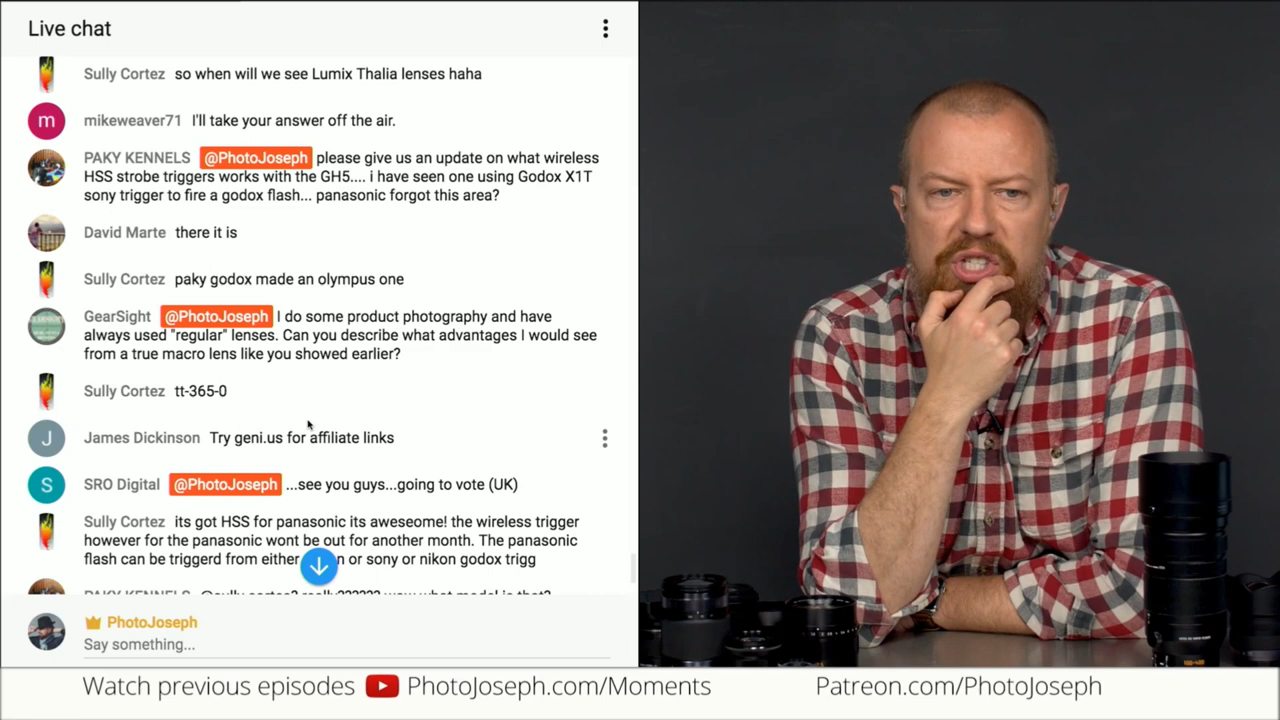 Live chat
Sully Cortez so when will we see Lumix Thalia lenses haha
m
mikeweaver71 I'll take your answer off the air.
PAKY KENNELS @PhotoJoseph please give us an update on what wireless
HSS strobe triggers works with the GH5.... i have seen one using Godox X1T
sony trigger to fire a godox flash... panasonic forgot this area?
David Marte there it is
Sully Cortez paky godox made an olympus one
GearSight @PhotoJoseph I do some product photography and have
always used "regular" lenses. Can you describe what advantages I would see
from a true macro lens like you showed earlier?
Sully Cortez tt-365-0
J
James Dickinson Try geni.us for affiliate links
S
SRO Digital @PhotoJoseph ...see you guys...going to vote (UK)
Sully Cortez its got HSS for panasonic its aweseome! the wireless trigger
however for the panasonic wont be out for another month. The panasonic
flash can be triggerd from either n or sony or nikon godox trigg
PhotoJoseph
Say something...
Watch previous episodes PhotoJoseph.com/Moments
Patreon.com/PhotoJoseph